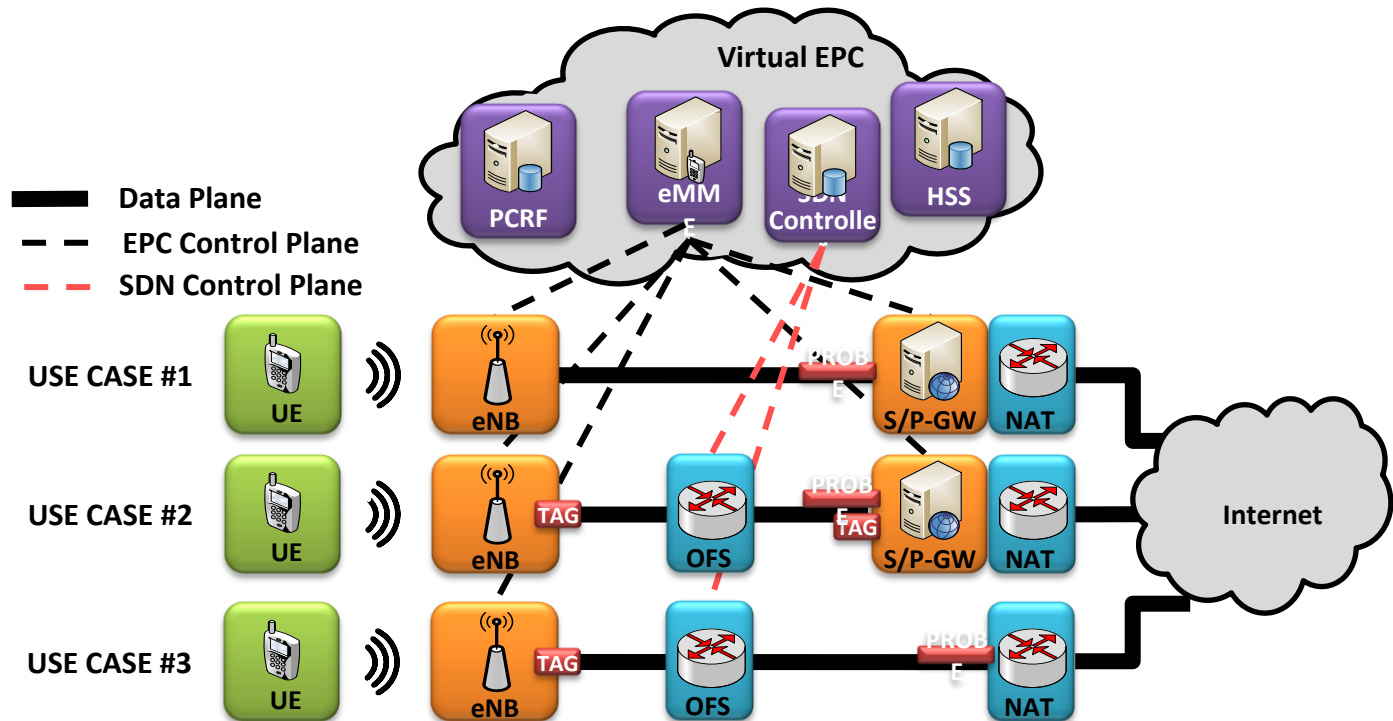 Virtual EPC
PCRF
eMM
E
SDN
Controlle
HSS
Data Plane
EPC Control Plane
SDN Control Plane
USE CASE #1
UE
eNB
PROB
E
S/P-GW
NAT
USE CASE #2
UE
eNB
TAG
OFS
PROB
E
TAG
S/P-GW
NAT
Internet
USE CASE #3
UE
eNB
TAG
OFS
PROB
E
NAT